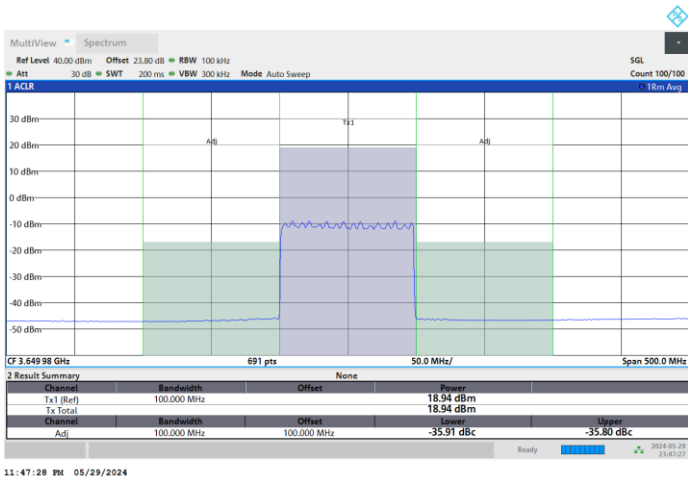 MultiView Spectrum
Ref Level 40.00 dBm Offset 23.80 dB RBW 100 kHz SGL
Att 30 dB SWT 200 ms VBW 300 kHz Mode Auto Sweep Count 100/100
1 ACLR 1Rm Avg
30 dBm
Tx1
20 dBm
Adj Adj
10 dBm
0 dBm
-10 dBm
-20 dBm
-30 dBm
-40 dBm
-50 dBm
CF 3.649 98 GHz 691 pts 50.0 MHz/ Span 500.0 MHz
2 Result Summary None
Channel Bandwidth Offset Power
Tx1 (Ref) 100.000 MHz 18.94 dBm
Tx Total 18.94 dBm
Channel Bandwidth Offset Lower Upper
Adj 100.000 MHz 100.000 MHz -35.91 dBc -35.80 dBc
Ready 2024-05-29
23:47:27
11:47:28 PM 05/29/2024